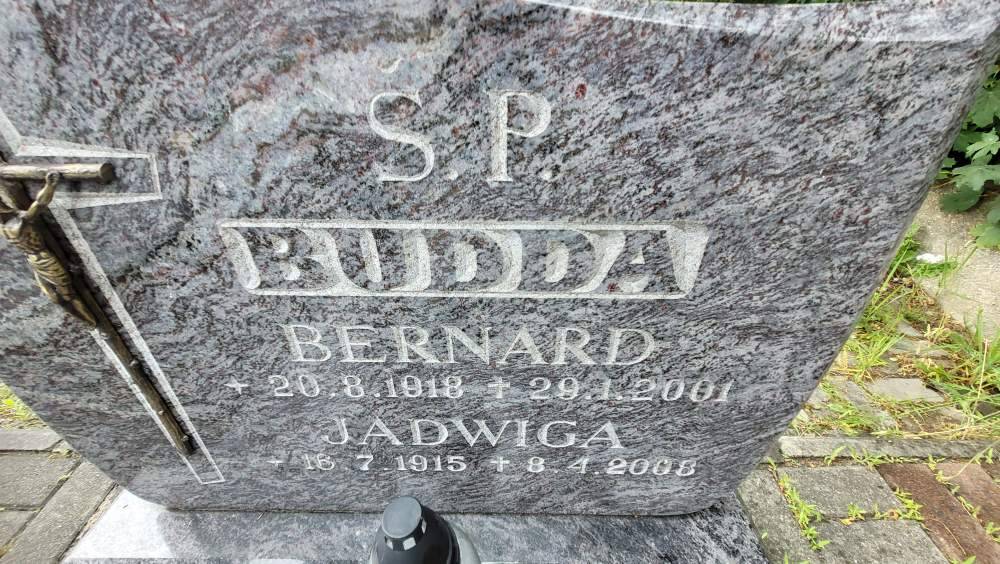 Ś.P.
BUDDA
BERNARD
+ 20.8.1918 + 29.1.2001
JADWIGA
+ 16.7.1915 + 8.4.2008